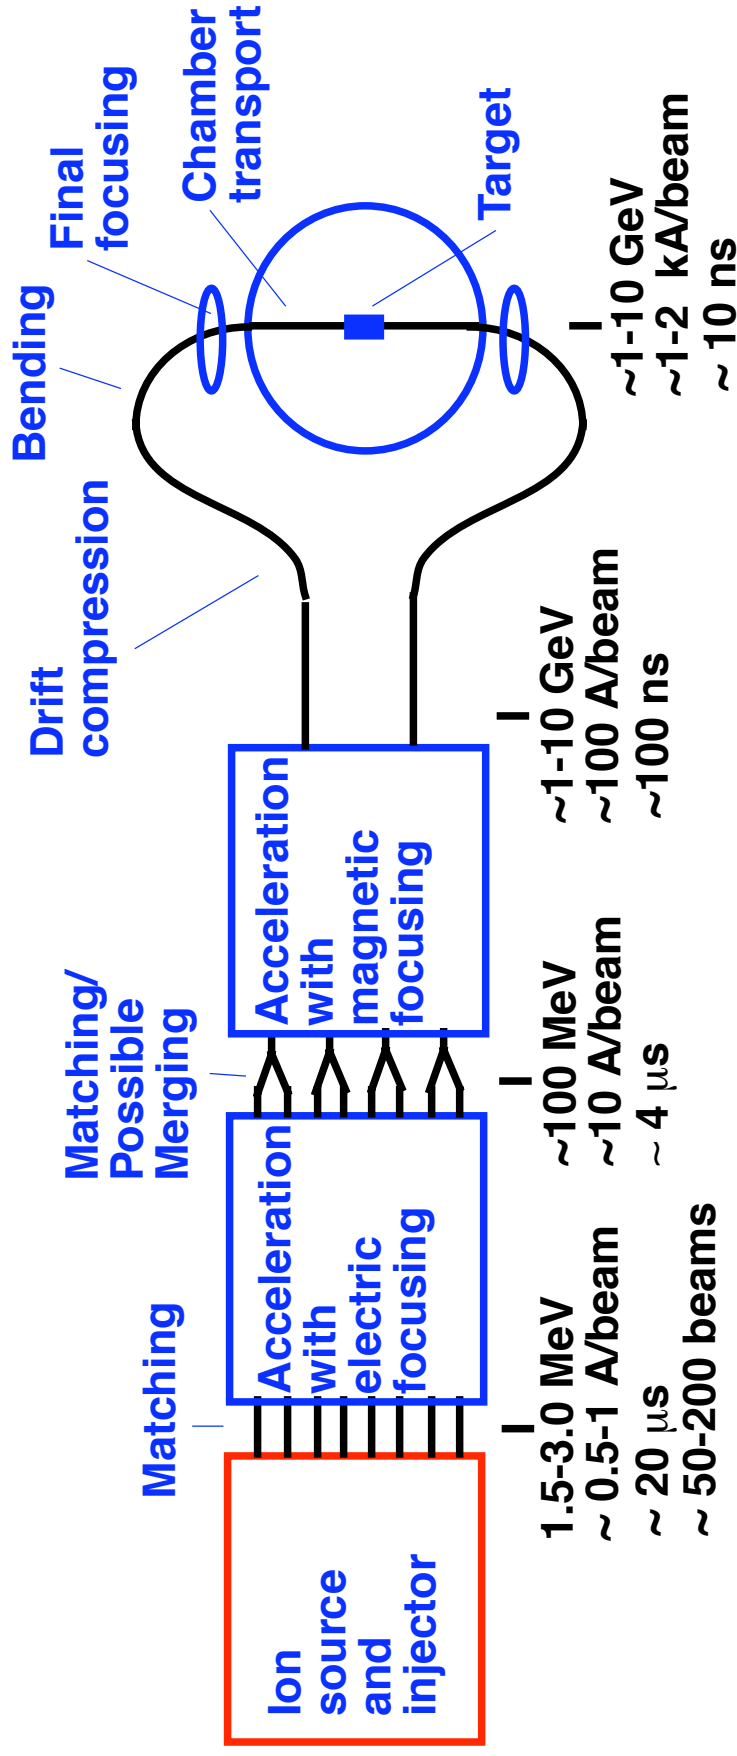 Ion
source
and
injector
Matching
Acceleration
with
electric
focusing
Matching/
Possible
Merging
Acceleration
with
magnetic
focusing
Drift
compression
Bending
Final
focusing
Chamber
transport
Target
1.5-3.0 MeV
~ 0.5-1 A/beam
~ 20 μs
~ 50-200 beams
~100 MeV
~10 A/beam
~ 4 μs
~1-10 GeV
~100 A/beam
~100 ns
~1-10 GeV
~1-2 kA/beam
~ 10 ns